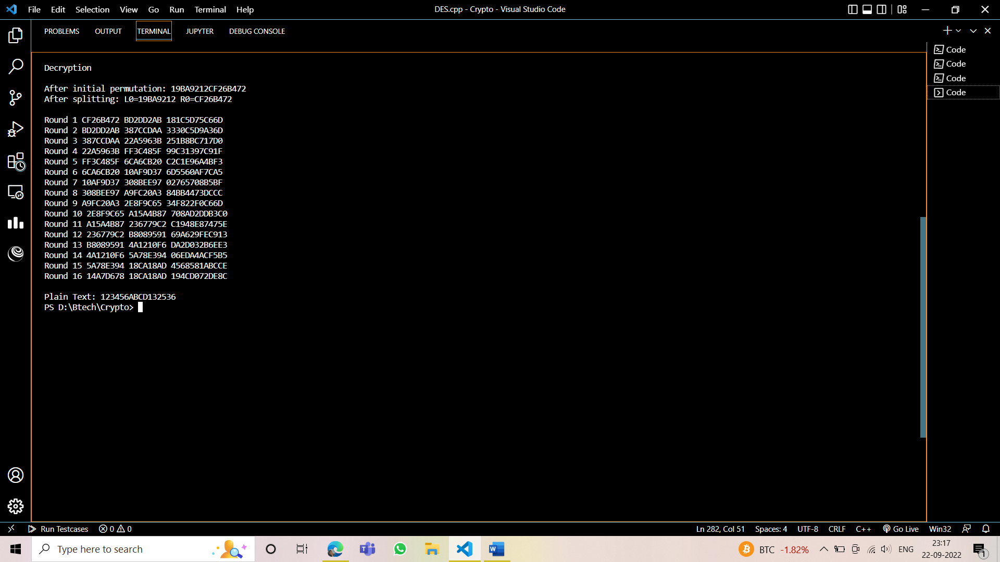 File Edit Selection View Go Run Terminal Help
DES.cpp - Crypto - Visual Studio Code
PROBLEMS OUTPUT TERMINAL JUPYTER DEBUG CONSOLE
Code
Code
Code
Code
Decryption
After initial permutation: 19BA9212CF26B472
After splitting: L0=19BA9212 R0=CF26B472
Round 1 CF26B472 BD2DD2AB 181C5D75C66D
Round 2 BD2DD2AB 387CCDAA 3330C5D9A36D
Round 3 387CCDAA 22A5963B 251B8BC717D0
Round 4 22A5963B FF3C485F 99C31397C91F
Round 5 FF3C485F 6CA6CB20 C2C1E96A4BF3
Round 6 6CA6CB20 10AF9D37 6D5560AF7CA5
Round 7 10AF9D37 308BEE97 02765708B5BF
Round 8 308BEE97 A9FC20A3 84BB4473DCCC
Round 9 A9FC20A3 2E8F9C65 34F822F0C66D
Round 10 2E8F9C65 A15A4B87 708AD2DDB3C0
Round 11 A15A4B87 236779C2 C1948E87475E
Round 12 236779C2 B8089591 69A629FEC913
Round 13 B8089591 4A1210F6 DA2D032B6EE3
Round 14 4A1210F6 5A78E394 06EDA4ACF5B5
Round 15 5A78E394 18CA18AD 4568581ABCCE
Round 16 14A7D678 18CA18AD 194CD072DE8C
Plain Text: 123456ABCD132536
PS D:\Btech\Crypto>
Run Testcases 0 0
Ln 282, Col 51 Spaces: 4 UTF-8 CRLF C++ Go Live Win32
Type here to search
BTC -1.82% ENG
23:17
22-09-2022
1